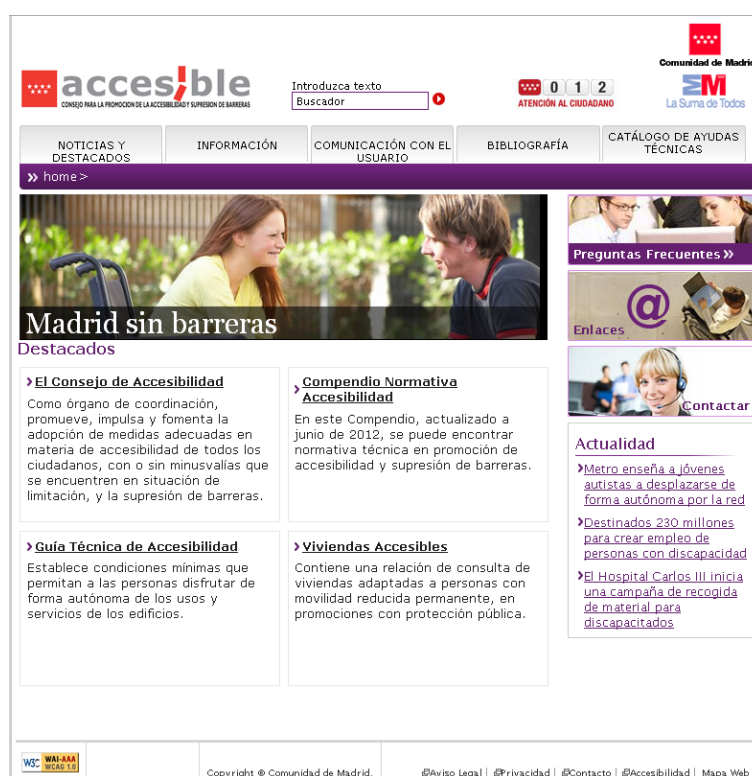 Comunidad de Madrid
accesible
CONSEJO PARA LA PROMOCION DE LA ACCESIBILIDAD Y SUPRESION DE BARRERAS
Introduzca texto
Buscador
0 1 2
ATENCIÓN AL CIUDADANO
La Suma de Todos
NOTICIAS Y
DESTACADOS
INFORMACIÓN
COMUNICACIÓN CON EL
USUARIO
BIBLIOGRAFÍA
CATÁLOGO DE AYUDAS
TÉCNICAS
home >
Madrid sin barreras
Destacados
El Consejo de Accesibilidad
Como órgano de coordinación,
promueve, impulsa y fomenta la
adopción de medidas adecuadas en
materia de accesibilidad de todos los
ciudadanos, con o sin minusvalías que
se encuentren en situación de
limitación, y la supresión de barreras.
Compendio Normativa
Accesibilidad
En este Compendio, actualizado a
junio de 2012, se puede encontrar
normativa técnica en promoción de
accesibilidad y supresión de barreras.
Guía Técnica de Accesibilidad
Establece condiciones mínimas que
permitan a las personas disfrutar de
forma autónoma de los usos y
servicios de los edificios.
Viviendas Accesibles
Contiene una relación de consulta de
viviendas adaptadas a personas con
movilidad reducida permanente, en
promociones con protección pública.
Preguntas Frecuentes »
@
Enlaces
Contactar
Actualidad
Metro enseña a jóvenes
autistas a desplazarse de
forma autónoma por la red
Destinados 230 millones
para crear empleo de
personas con discapacidad
El Hospital Carlos III inicia
una campaña de recogida
de material para
discapacitados
W3C WAI-AAA
WCAG 1.0
Copyright © Comunidad de Madrid.
Aviso Legal | Privacidad | Contacto | Accesibilidad | Mapa Web